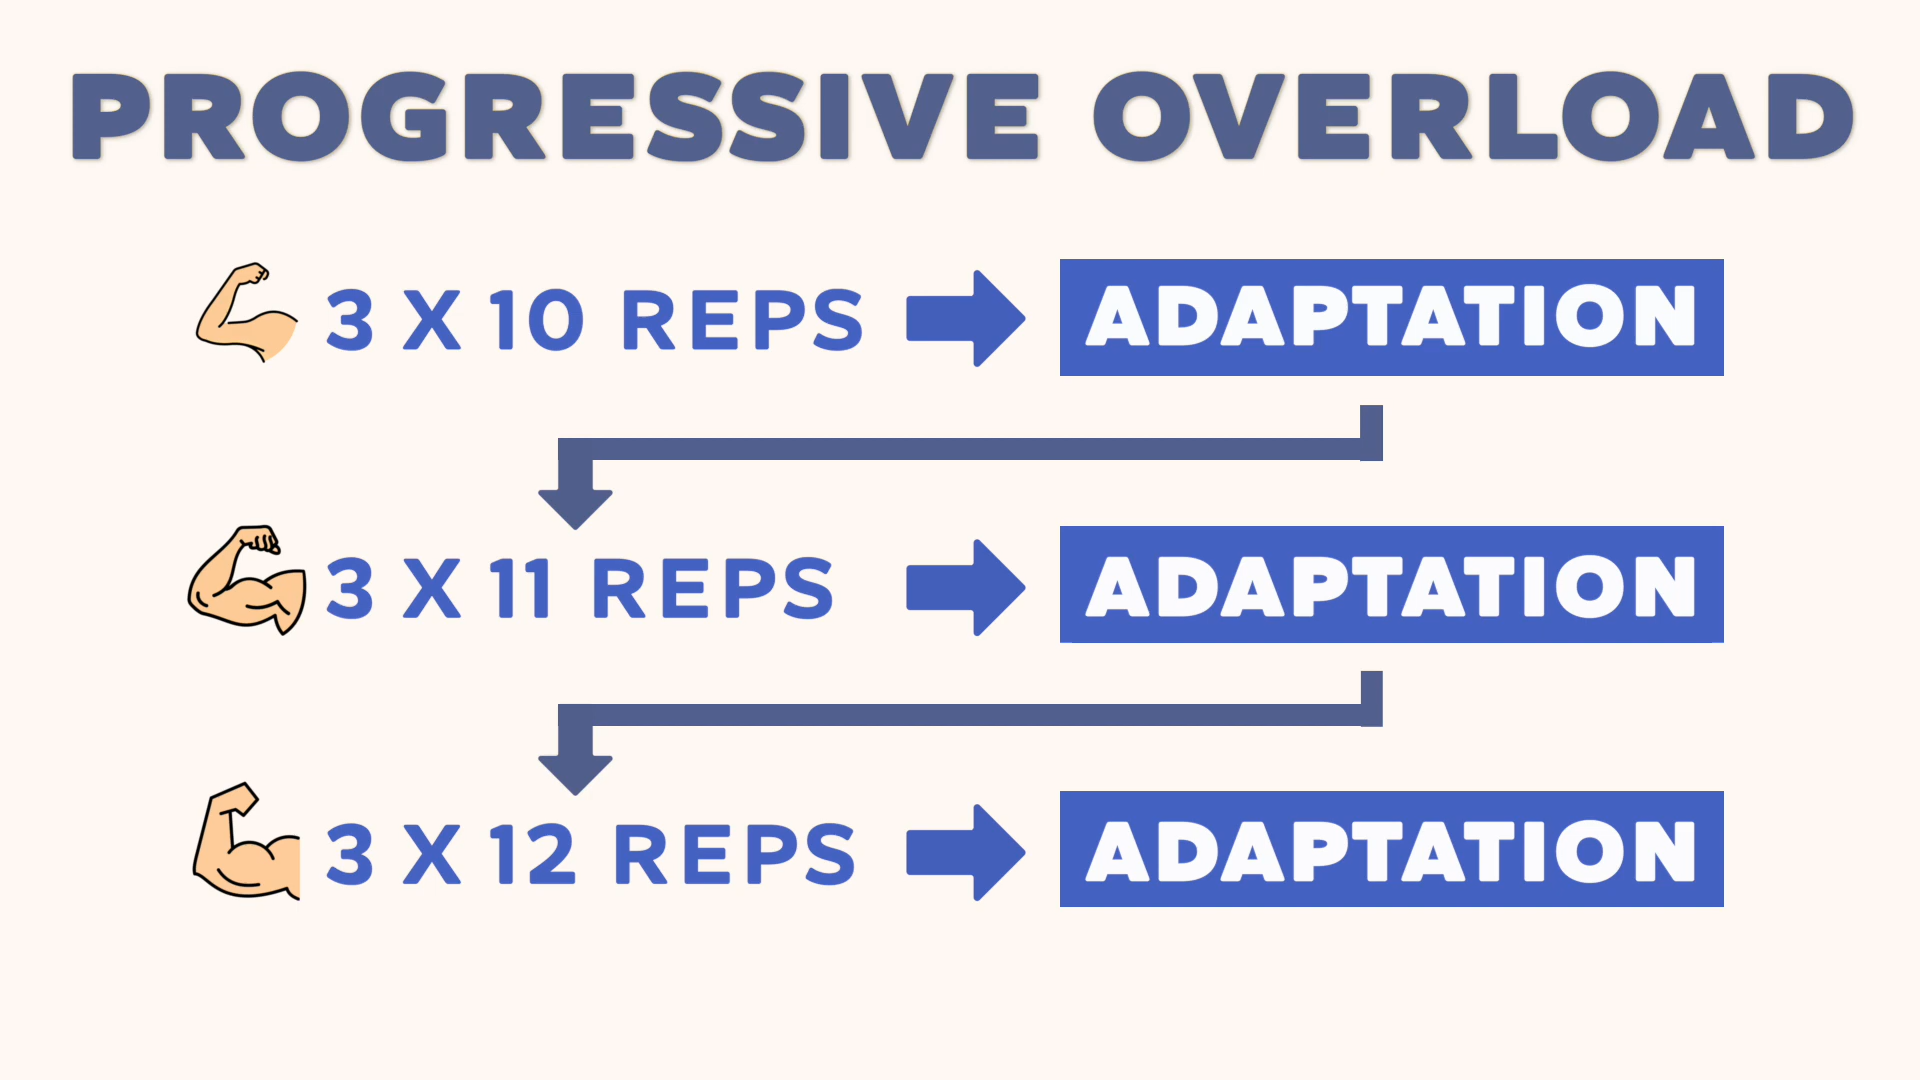 PROGRESSIVE OVERLOAD
3 X 10 REPS ADAPTATION
3 X 11 REPS ADAPTATION
3 X 12 REPS ADAPTATION